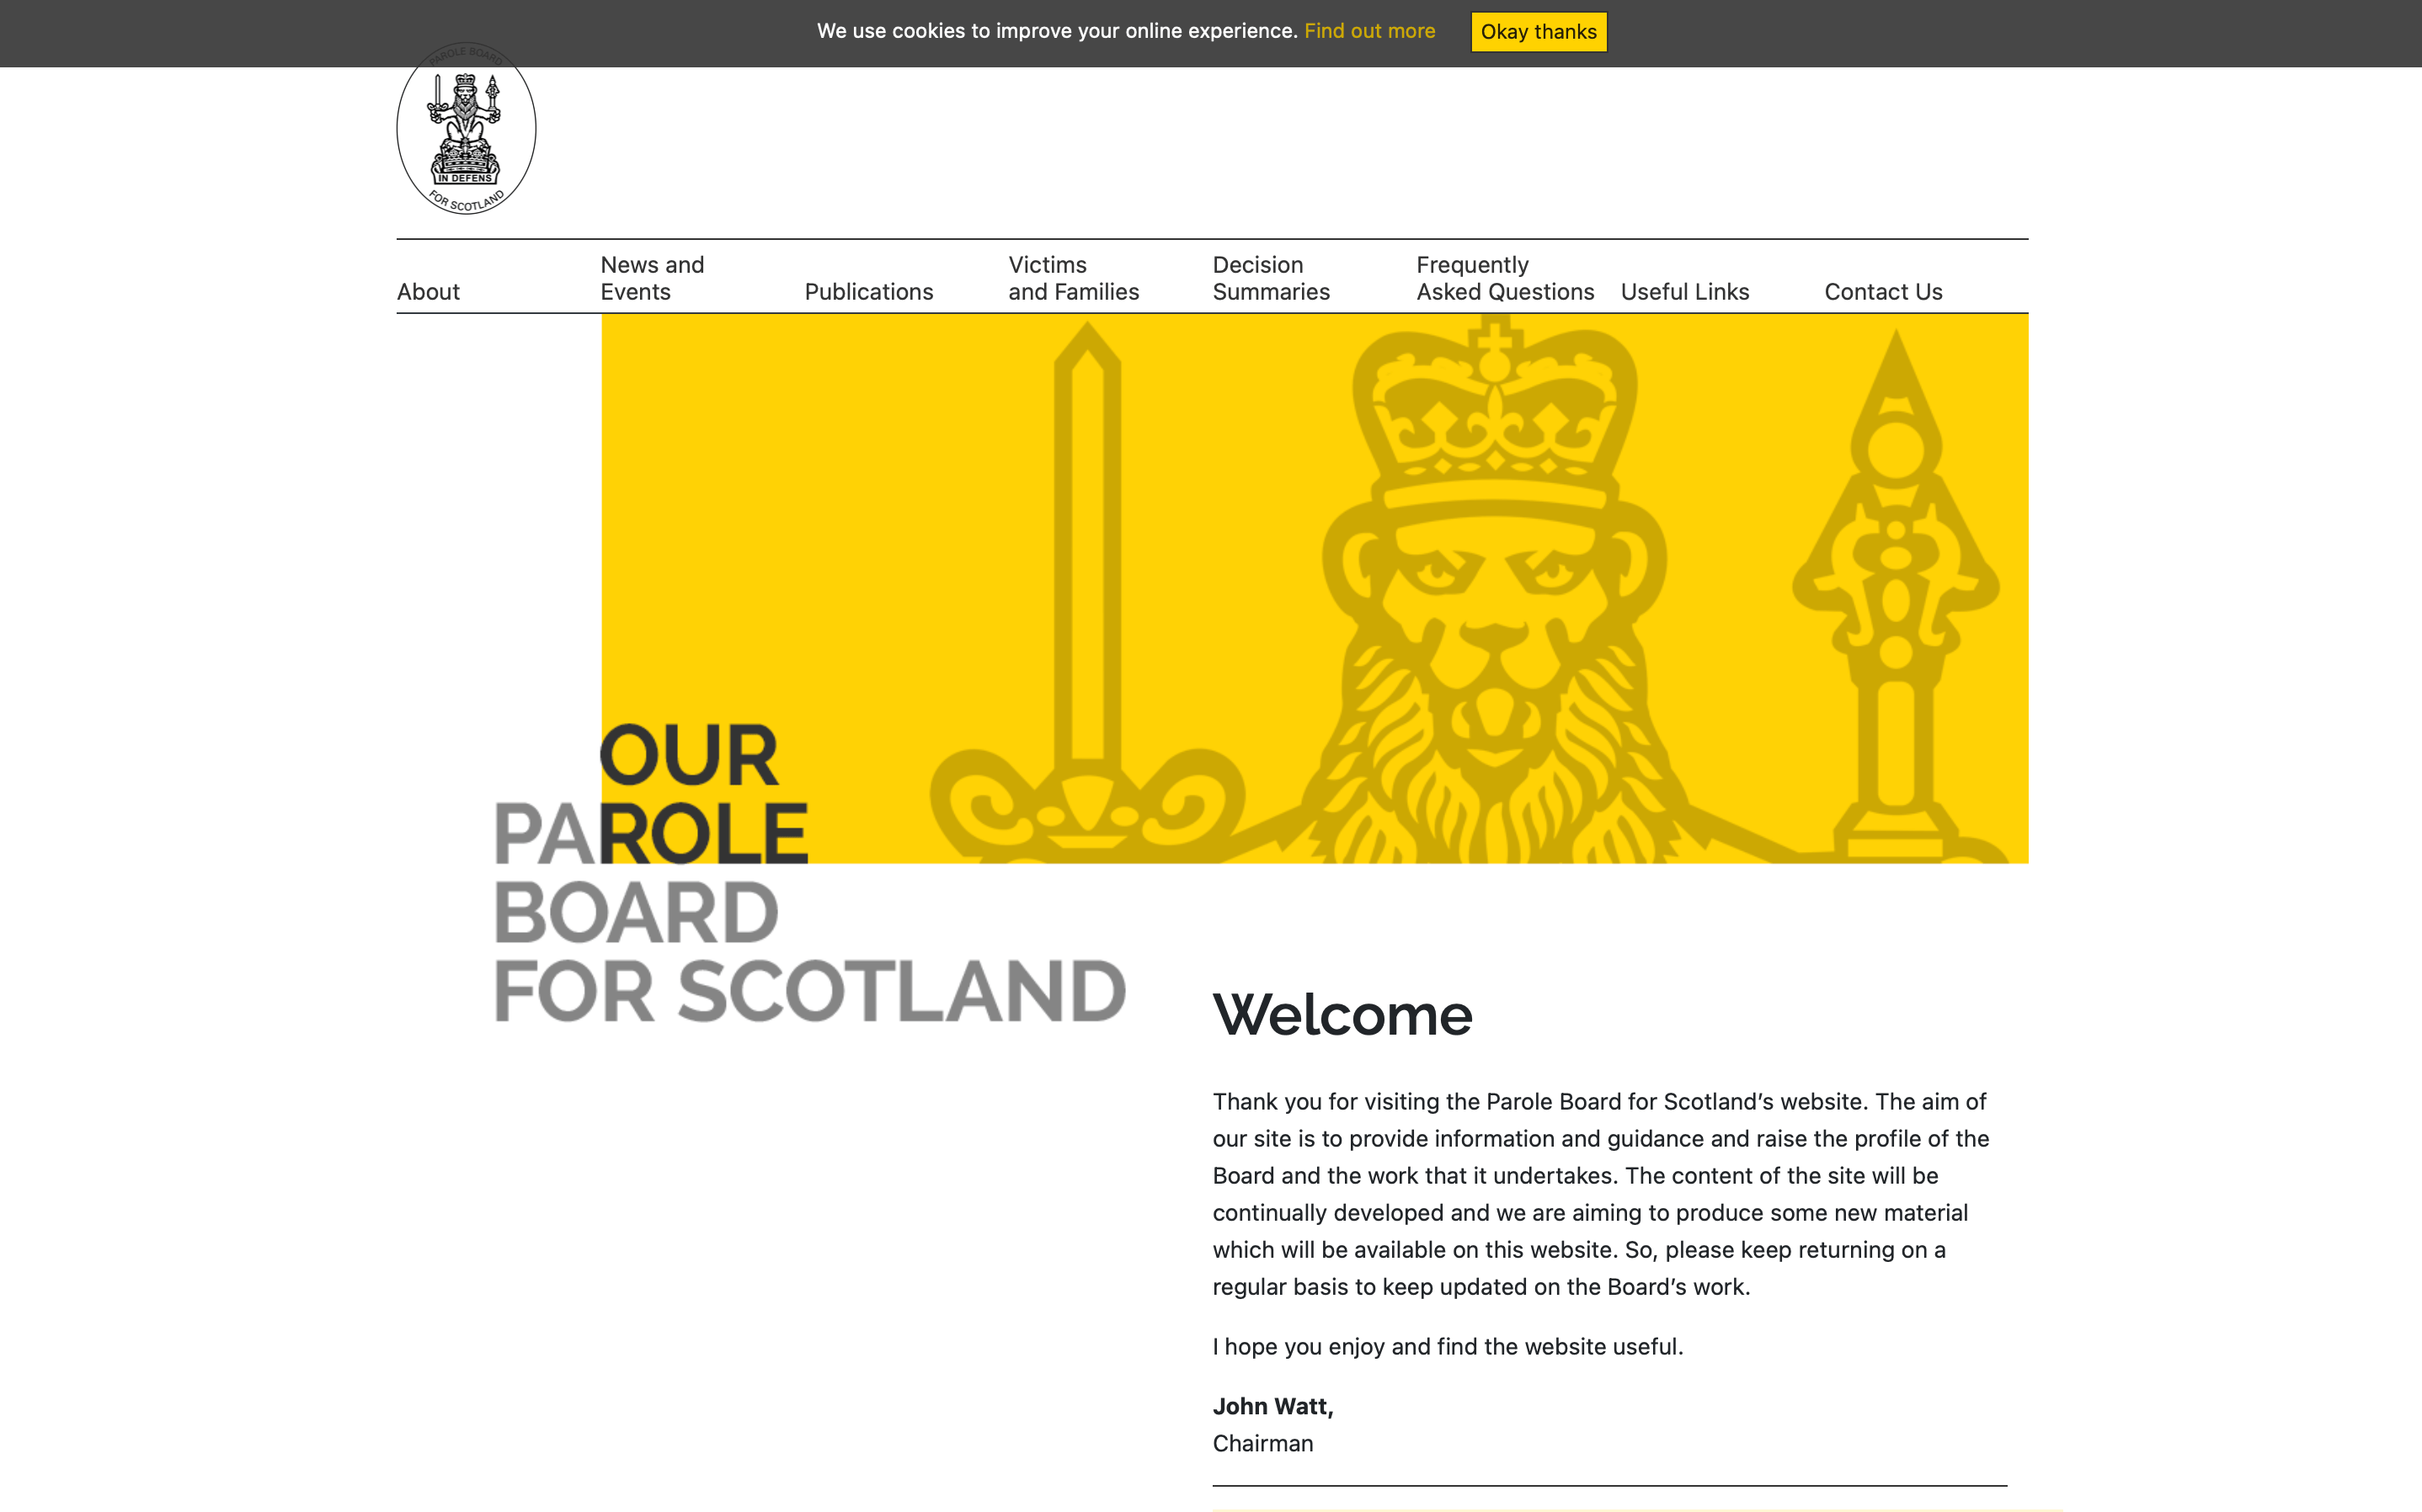 We use cookies to improve your online experience. Find out more
Okay thanks
PAROLE BOARD
IN DEFENS
FOR SCOTLAND
About
News and
Events
Publications
Victims
and Families
Decision
Summaries
Frequently
Asked Questions
Useful Links
Contact Us
OUR
PAROLE
BOARD
FOR SCOTLAND
Welcome
Thank you for visiting the Parole Board for Scotland’s website. The aim of
our site is to provide information and guidance and raise the profile of the
Board and the work that it undertakes. The content of the site will be
continually developed and we are aiming to produce some new material
which will be available on this website. So, please keep returning on a
regular basis to keep updated on the Board’s work.
I hope you enjoy and find the website useful.
John Watt,
Chairman